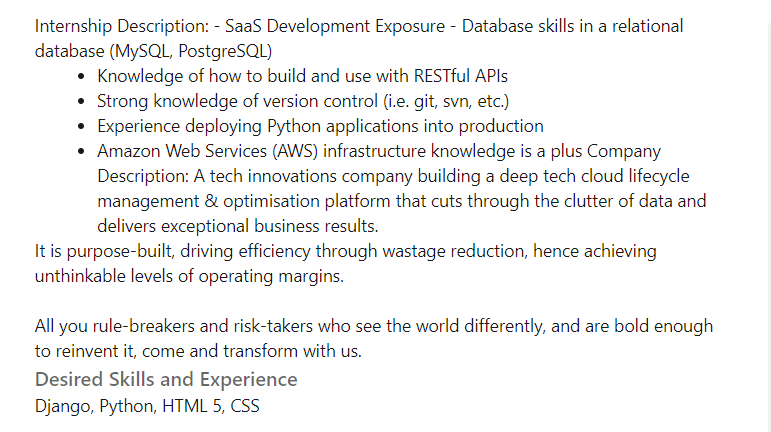 Internship Description: - SaaS Development Exposure - Database skills in a relational
database (MySQL, PostgreSQL)
• Knowledge of how to build and use with RESTful APIs
• Strong knowledge of version control (i.e. git, svn, etc.)
• Experience deploying Python applications into production
• Amazon Web Services (AWS) infrastructure knowledge is a plus Company
Description: A tech innovations company building a deep tech cloud lifecycle
management & optimisation platform that cuts through the clutter of data and
delivers exceptional business results.
It is purpose-built, driving efficiency through wastage reduction, hence achieving
unthinkable levels of operating margins.
All you rule-breakers and risk-takers who see the world differently, and are bold enough
to reinvent it, come and transform with us.
Desired Skills and Experience
Django, Python, HTML 5, CSS